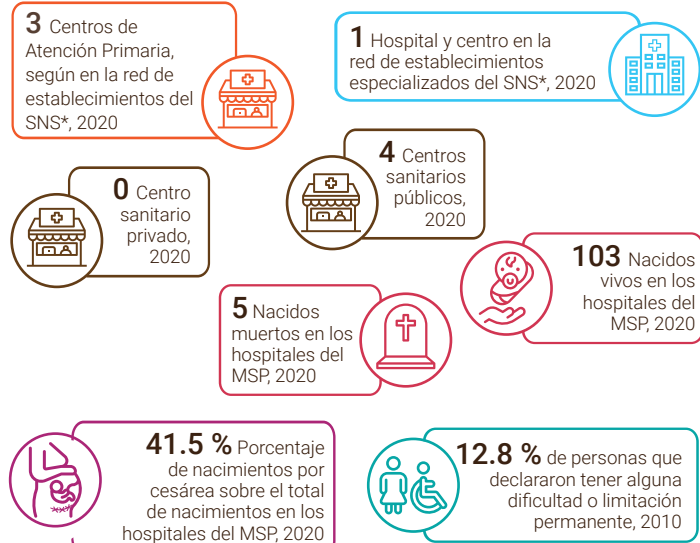 3 Centros de
Atención Primaria,
según en la red de
establecimientos del
SNS*, 2020
1 Hospital y centro en la
red de establecimientos
especializados del SNS*, 2020
0 Centro
sanitario
privado,
2020
4 Centros
sanitarios
públicos,
2020
103 Nacidos
vivos en los
hospitales del
MSP, 2020
5 Nacidos
muertos en los
hospitales del
MSP, 2020
41.5 % Porcentaje
de nacimientos por
cesárea sobre el total
de nacimientos en los
hospitales del MSP, 2020
12.8 % de personas que
declararon tener alguna
dificultad o limitación
permanente, 2010